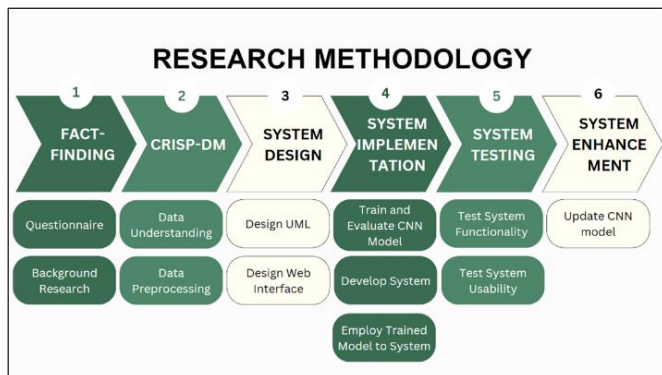 RESEARCH METHODOLOGY
1
FACT-
FINDING
Questionnaire
Background
Research
2
CRISP-DM
Data
Understanding
Data
Preprocessing
3
SYSTEM
DESIGN
Design UML
Design Web
Interface
4
SYSTEM
IMPLEMEN
TATION
Train and
Evaluate CNN
Model
Develop System
Employ Trained
Model to System
5
SYSTEM
TESTING
Test System
Functionality
Test System
Usability
6
SYSTEM
ENHANCE
MENT
Update CNN
model